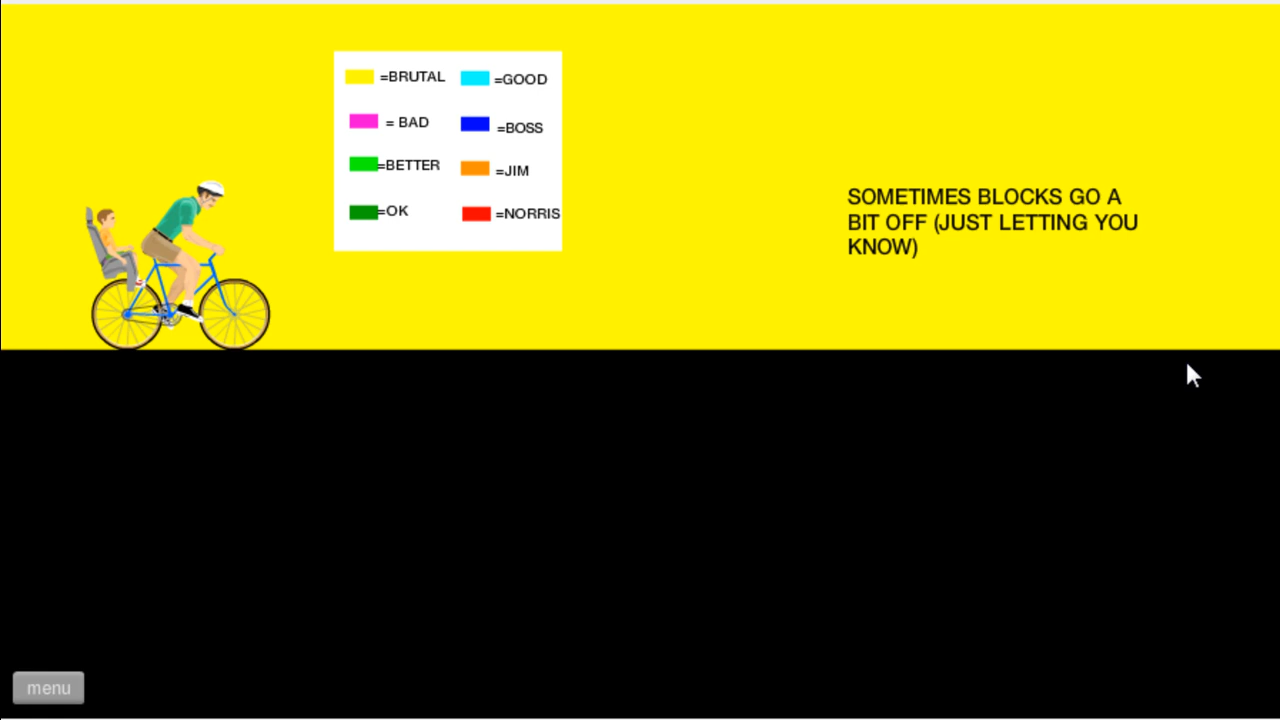 =BRUTAL =GOOD
= BAD =BOSS
=BETTER =JIM
=OK =NORRIS
SOMETIMES BLOCKS GO A
BIT OFF (JUST LETTING YOU
KNOW)
menu